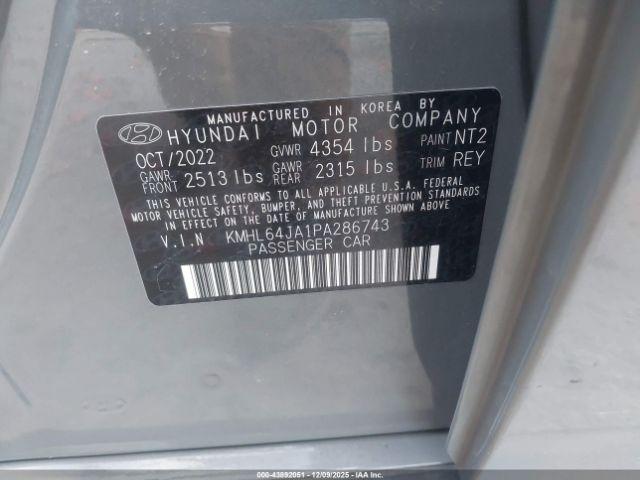 MANUFACTURED IN KOREA BY
HYUNDAI MOTOR COMPANY
OCT/2022 GVWR 4354 lbs PAINT NT2
GAWR FRONT 2513 lbs GAWR REAR 2315 lbs TRIM REY
THIS VEHICLE CONFORMS TO ALL APPLICABLE U.S.A. FEDERAL
MOTOR VEHICLE SAFETY, BUMPER, AND THEFT PREVENTION STANDARDS
IN EFFECT ON THE DATE OF MANUFACTURE SHOWN ABOVE
V.I.N KMHL64JA1PA286743
PASSENGER CAR
000-43892051 - 12/09/2025 - IAA, Inc.